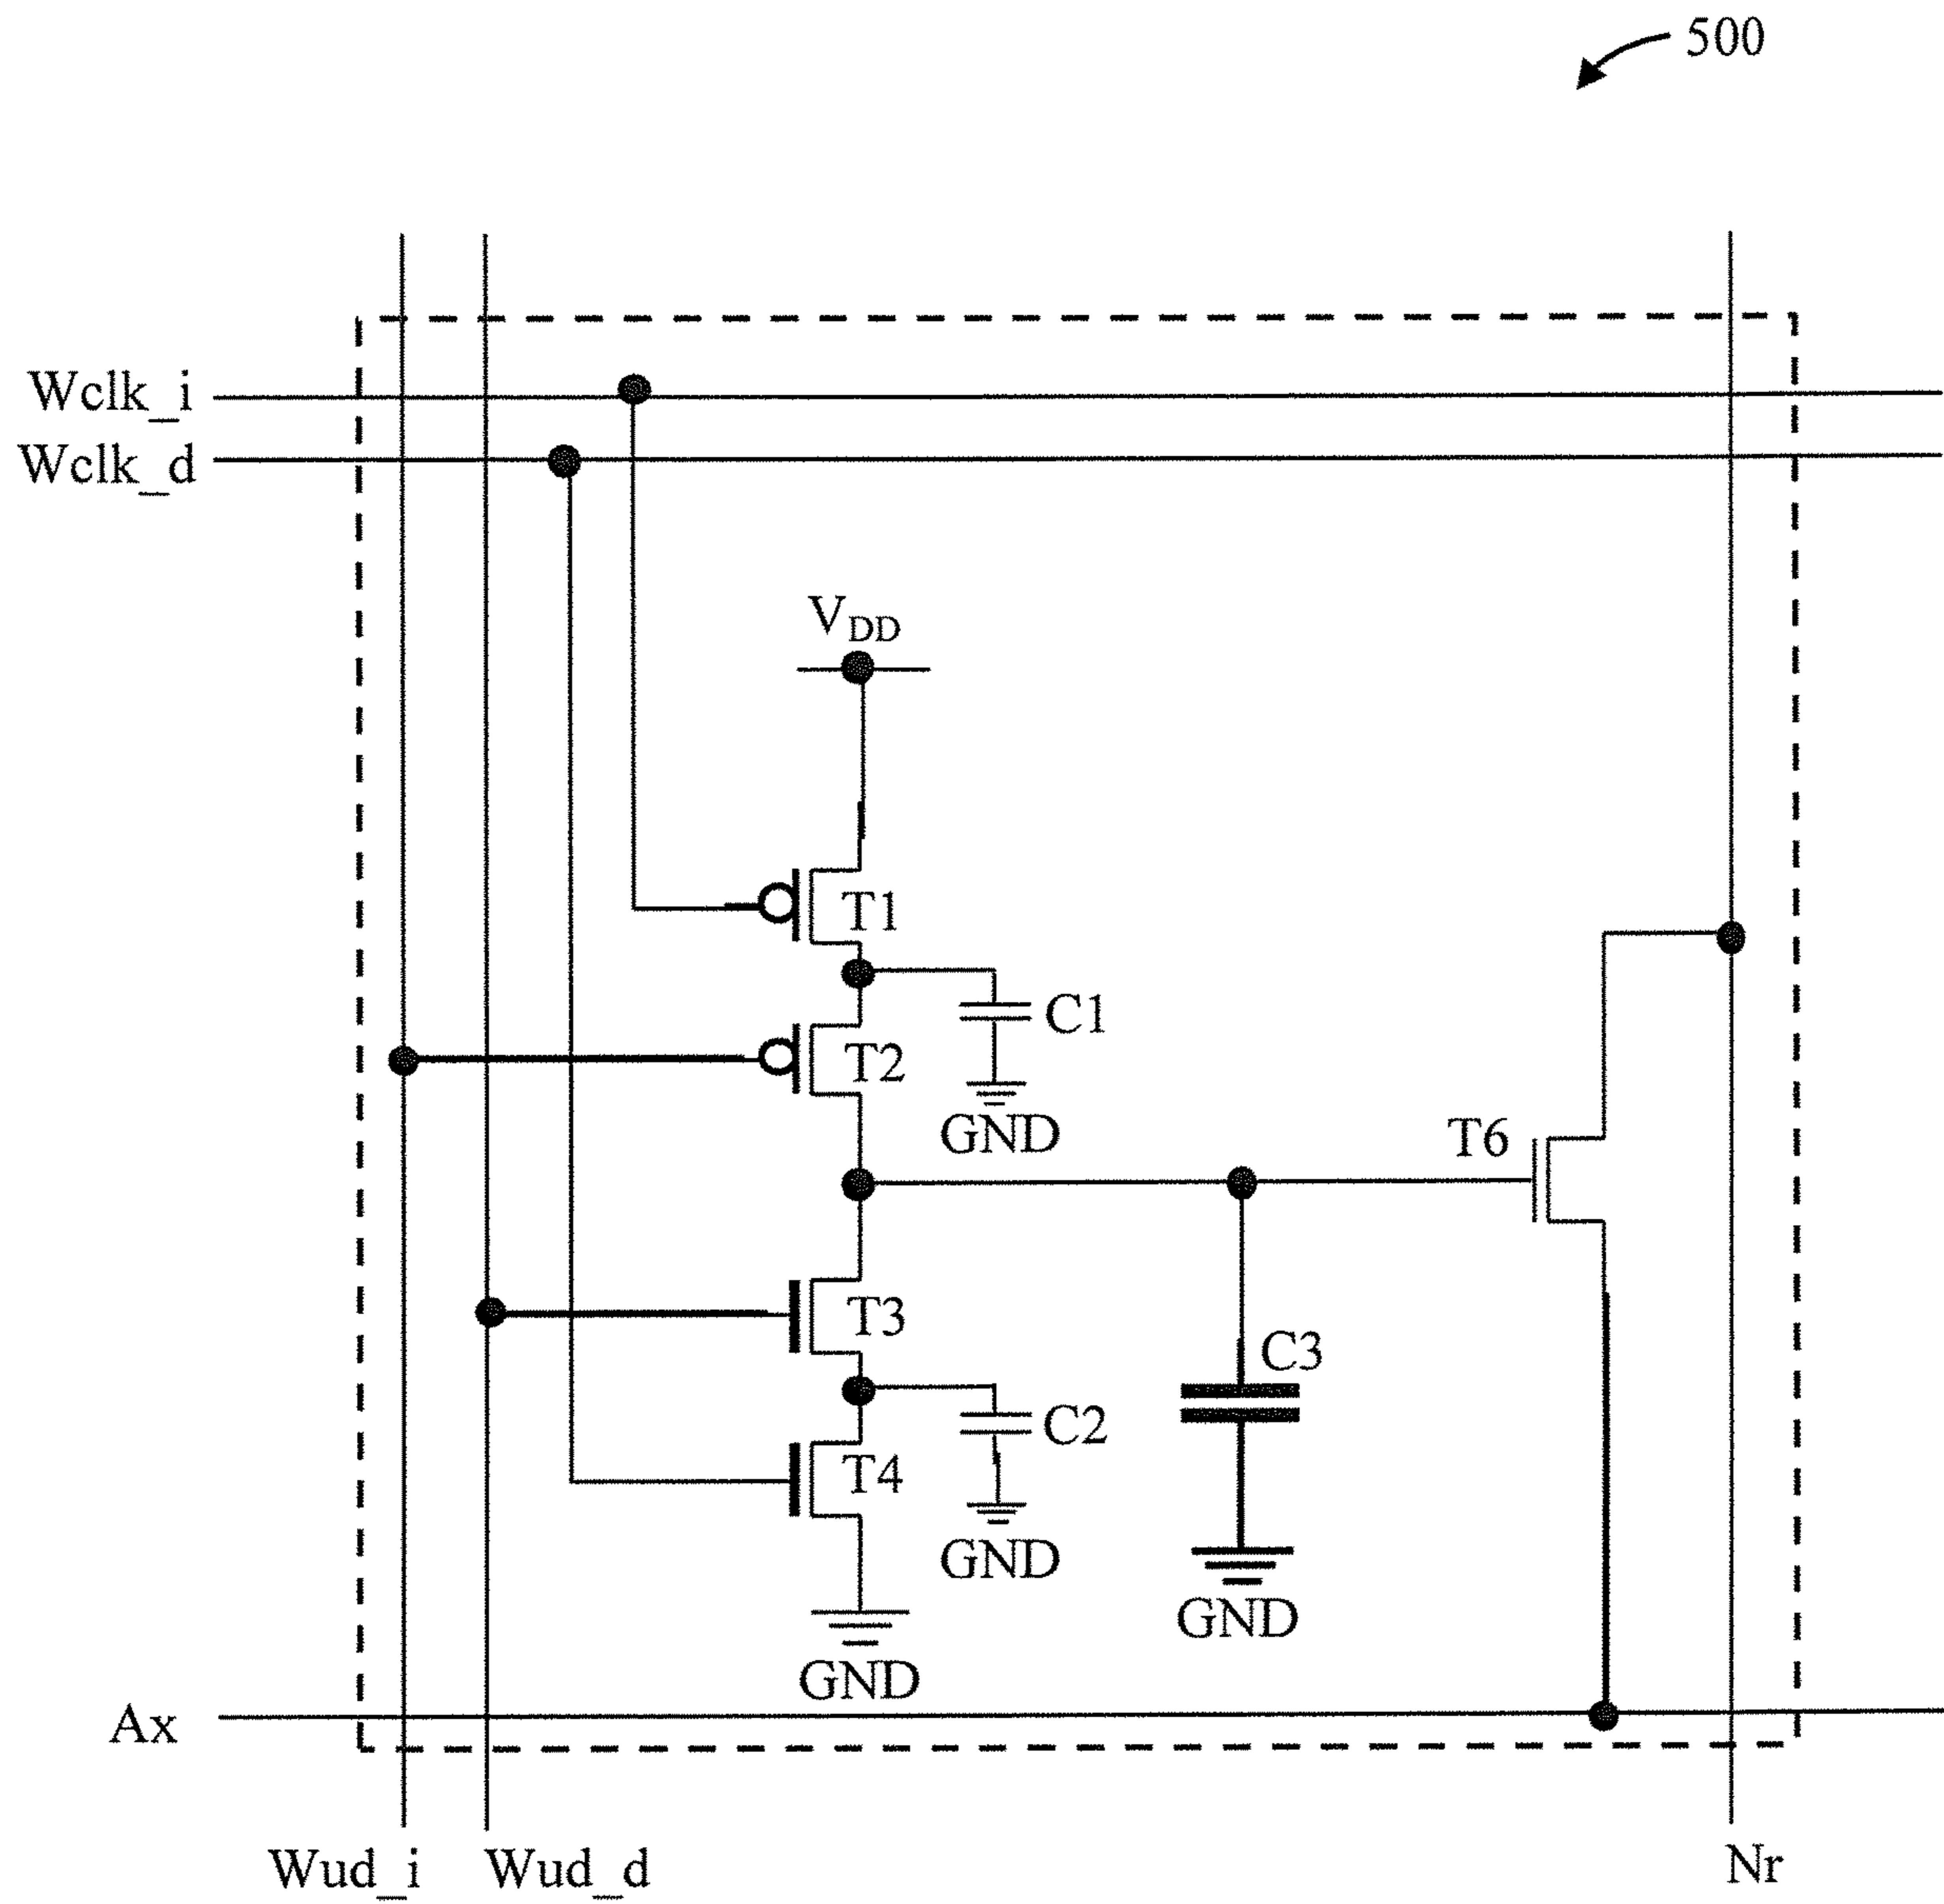 500
Wclk_i
Wclk_d
VDD
T1
C1
T2
GND
T6
T3
C3
C2
T4
GND
GND
GND
Ax
Wud_i
Wud_d
Nr